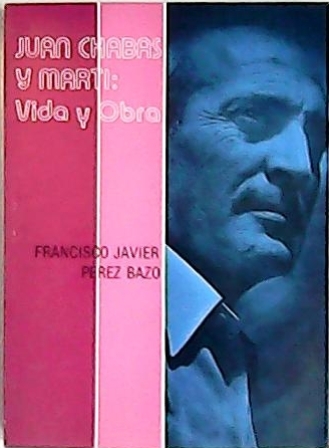 JUAN CHABAS
Y MARTI:
Vida y Obra
FRANCISCO JAVIER
PEREZ BAZO